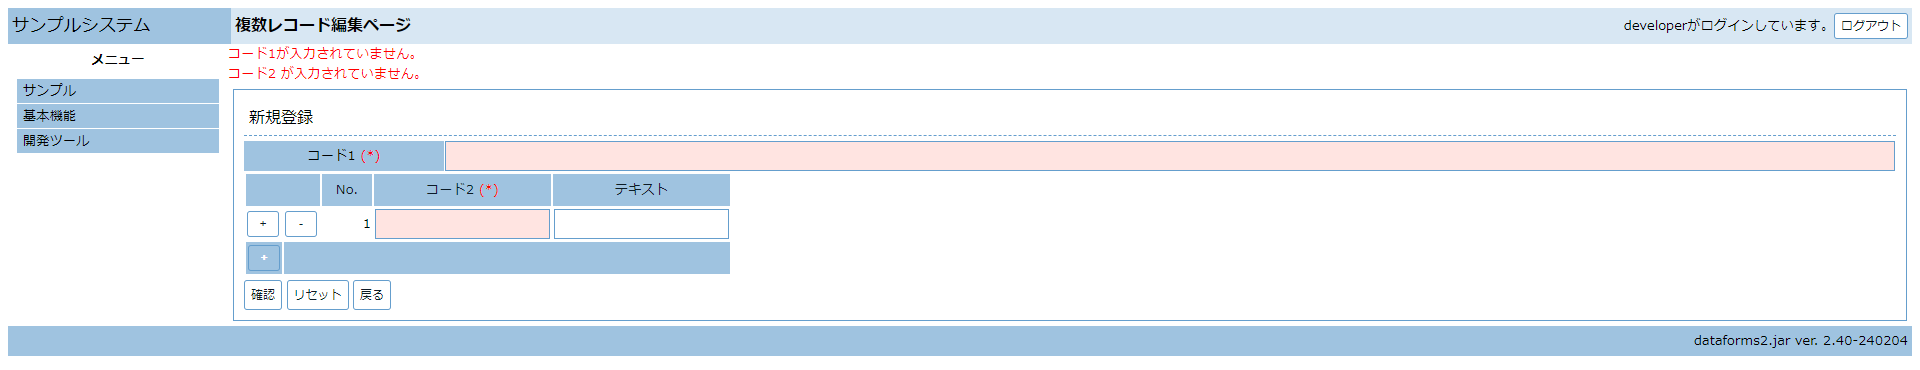 サンプルシステム 複数レコード編集ページ developerがログインしています。 ログアウト
メニュー
サンプル
基本機能
開発ツール
コード1が入力されていません。
コード2 が入力されていません。
新規登録
コード1 (*)
No. コード2 (*) テキスト
+ - 1
+
確認 リセット 戻る
dataforms2.jar ver. 2.40-240204